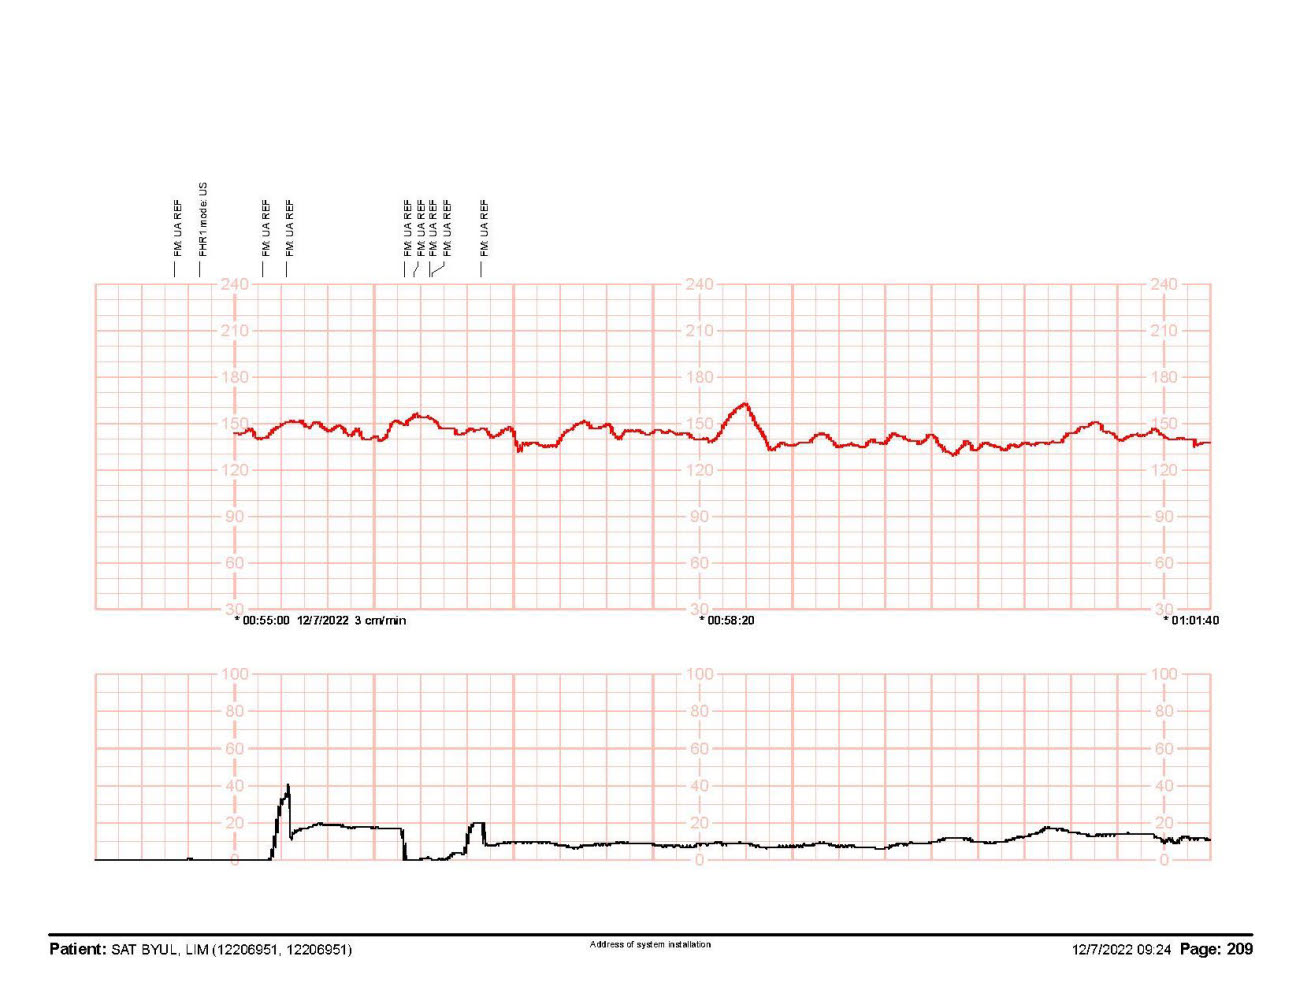 FM: UA REF
FHR1 mode: US
FM: UA REF
FM: UA REF
FM: UA REF
FM: UA REF
FM: UA REF
FM: UA REF
FM: UA REF
240 240 240
210 210 210
180 180 180
150 150 150
120 120 120
90 90 90
60 60 60
30 30 30
* 00:55:00 12/7/2022 3 cm/min * 00:58:20 * 01:01:40
100 100 100
80 80 80
60 60 60
40 40 40
20 20 20
0 0 0
Patient: SAT BYUL, LIM (12206951, 12206951) Address of system installation 12/7/2022 09:24 Page: 209